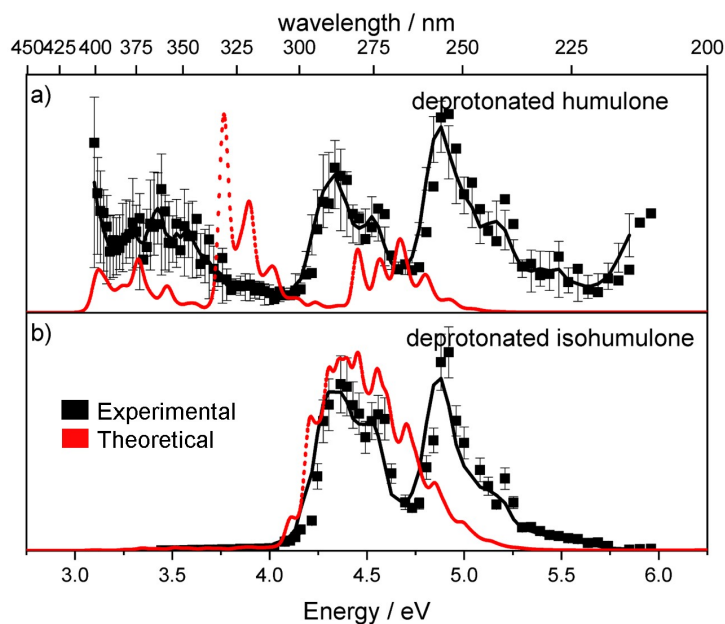 wavelength / nm
450 425 400 375 350 325 300 275 250 225 200
a) deprotonated humulone
b) deprotonated isohumulone
Experimental
Theoretical
3.0 3.5 4.0 4.5 5.0 5.5 6.0
Energy / eV